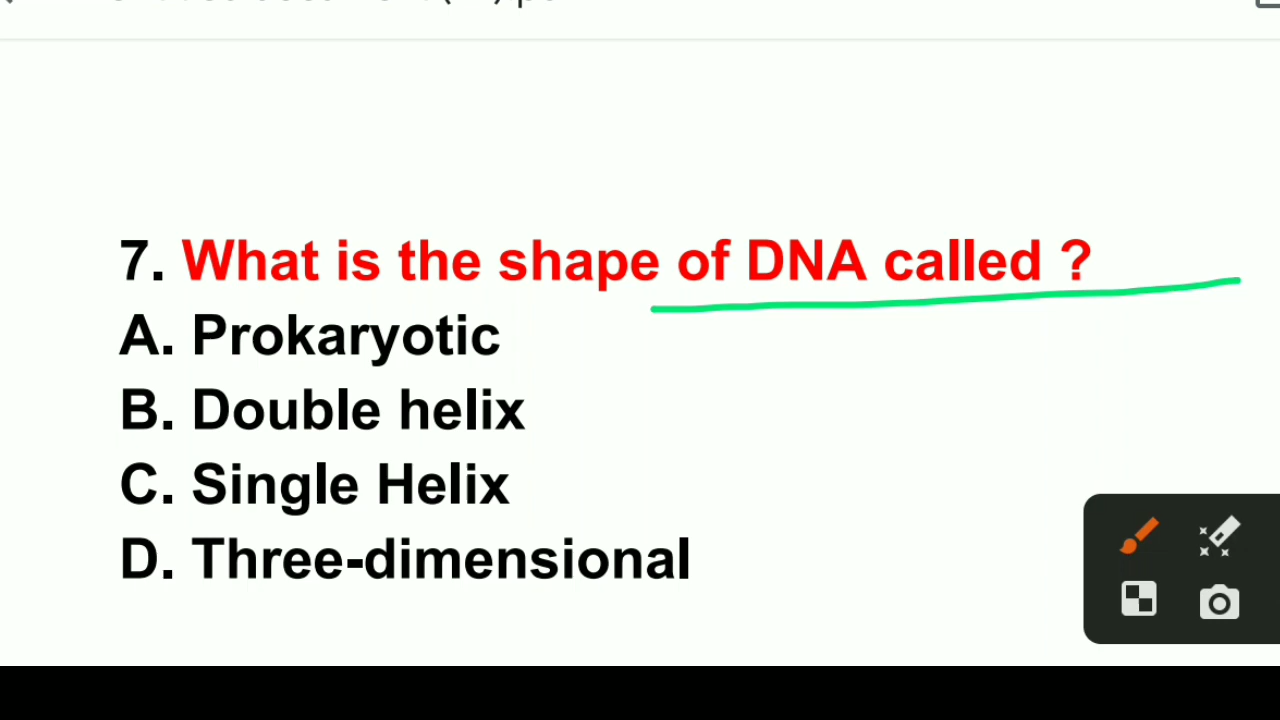 7. What is the shape of DNA called ?
A. Prokaryotic
B. Double helix
C. Single Helix
D. Three-dimensional